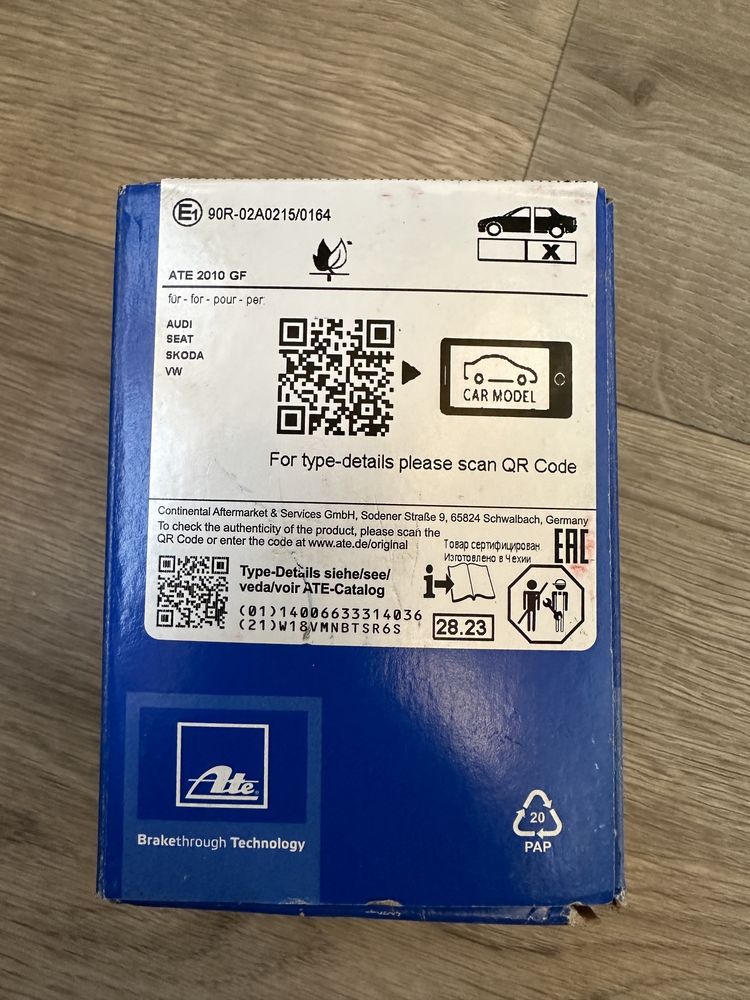 E1 90R-02A0215/0164
X
ATE 2010 GF
für - for - pour - per:
AUDI
SEAT
SKODA
VW
CAR MODEL
For type-details please scan QR Code
Continental Aftermarket & Services GmbH, Sodener Straße 9, 65824 Schwalbach, Germany
To check the authenticity of the product, please scan the
QR Code or enter the code at www.ate.de/original
Товар сертифицирован
Изготовлено в Чехии
EAC
Type-Details siehe/see/
veda/voir ATE-Catalog
i
(01)14006633314036
(21)W18VMNBTSR6S
28.23
Ate
Brakethrough Technology
20
PAP